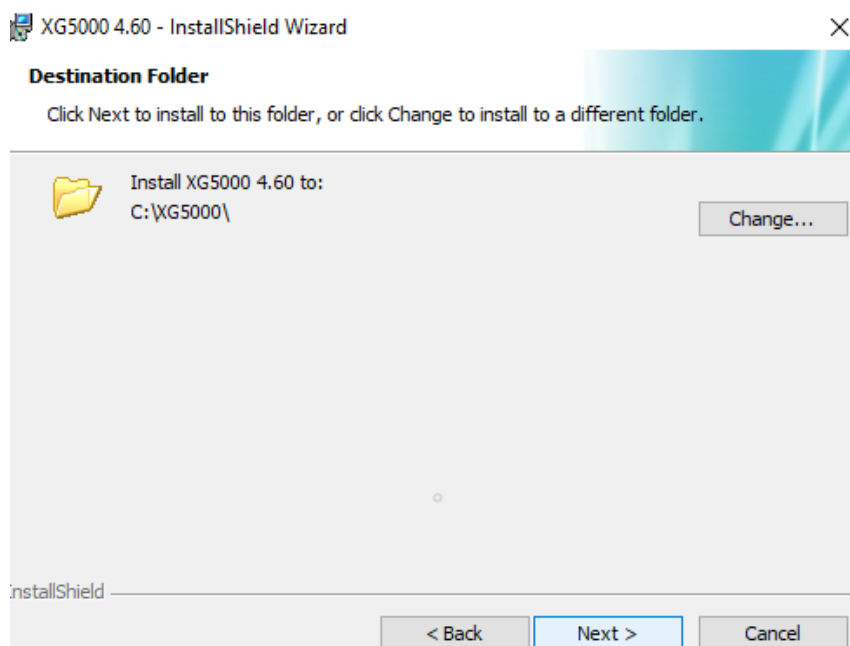 XG5000 4.60 - InstallShield Wizard
Destination Folder
Click Next to install to this folder, or click Change to install to a different folder.
Install XG5000 4.60 to:
C:\XG5000\
Change...
InstallShield
< Back
Next >
Cancel